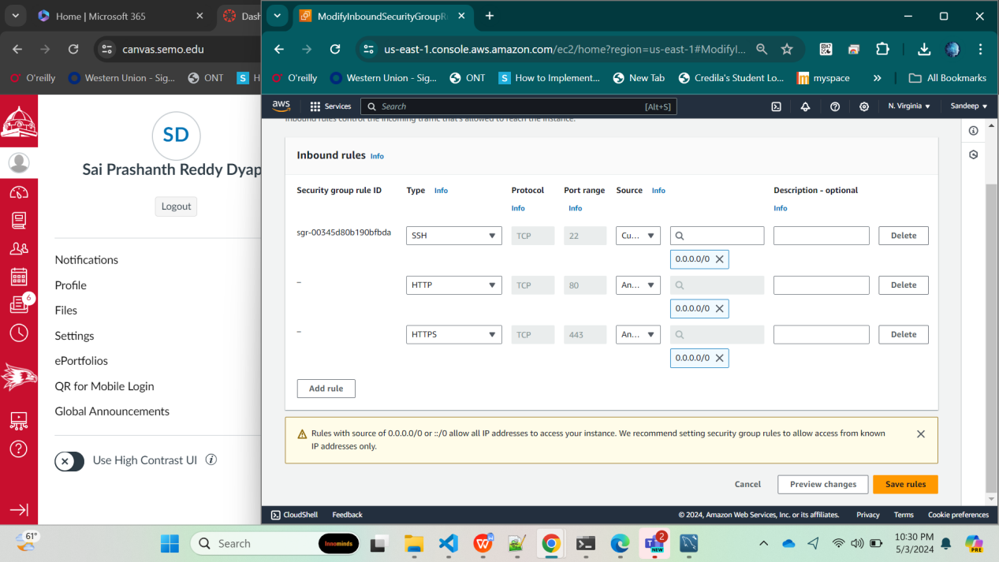 Home | Microsoft 365
Dash
canvas.semo.edu
O'reilly
Western Union - Sig...
ONT
H
SD
Sai Prashanth Reddy Dyap
Logout
Notifications
Profile
Files
Settings
ePortfolios
QR for Mobile Login
Global Announcements
Use High Contrast UI
6
ModifyInboundSecurityGroupRu
us-east-1.console.aws.amazon.com/ec2/home?region=us-east-1#ModifyI...
O'reilly
Western Union - Sig...
ONT
S How to Implement...
New Tab
Credila's Student Lo...
myspace
»
All Bookmarks
aws
Services
Search
[Alt+S]
N. Virginia
Sandeep
Inbound rules control the incoming traffic that's allowed to reach the instance.
Inbound rules Info
Security group rule ID Type Info Protocol Info Port range Info Source Info Description - optional Info
sgr-00345d80b190bfbda SSH TCP 22 Cu... Delete
0.0.0.0/0
– HTTP TCP 80 An... Delete
0.0.0.0/0
– HTTPS TCP 443 An... Delete
0.0.0.0/0
Add rule
Rules with source of 0.0.0.0/0 or ::/0 allow all IP addresses to access your instance. We recommend setting security group rules to allow access from known
IP addresses only.
Cancel Preview changes Save rules
CloudShell Feedback © 2024, Amazon Web Services, Inc. or its affiliates. Privacy Terms Cookie preferences
61°
Search
Innominds
2
NEW
10:30 PM
5/3/2024
PRE